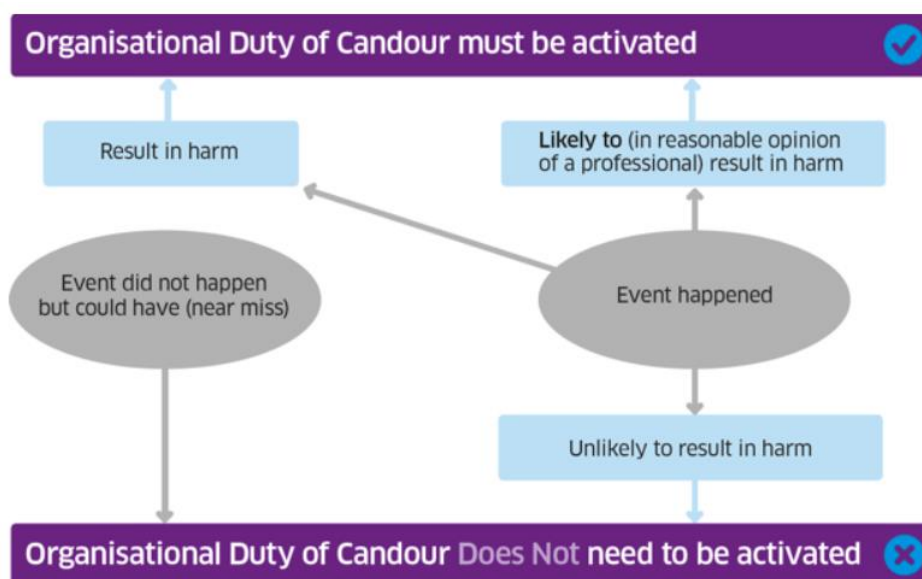 Organisational Duty of Candour must be activated
Result in harm
Likely to (in reasonable opinion
of a professional) result in harm
Event did not happen
but could have (near miss)
Event happened
Unlikely to result in harm
Organisational Duty of Candour Does Not need to be activated